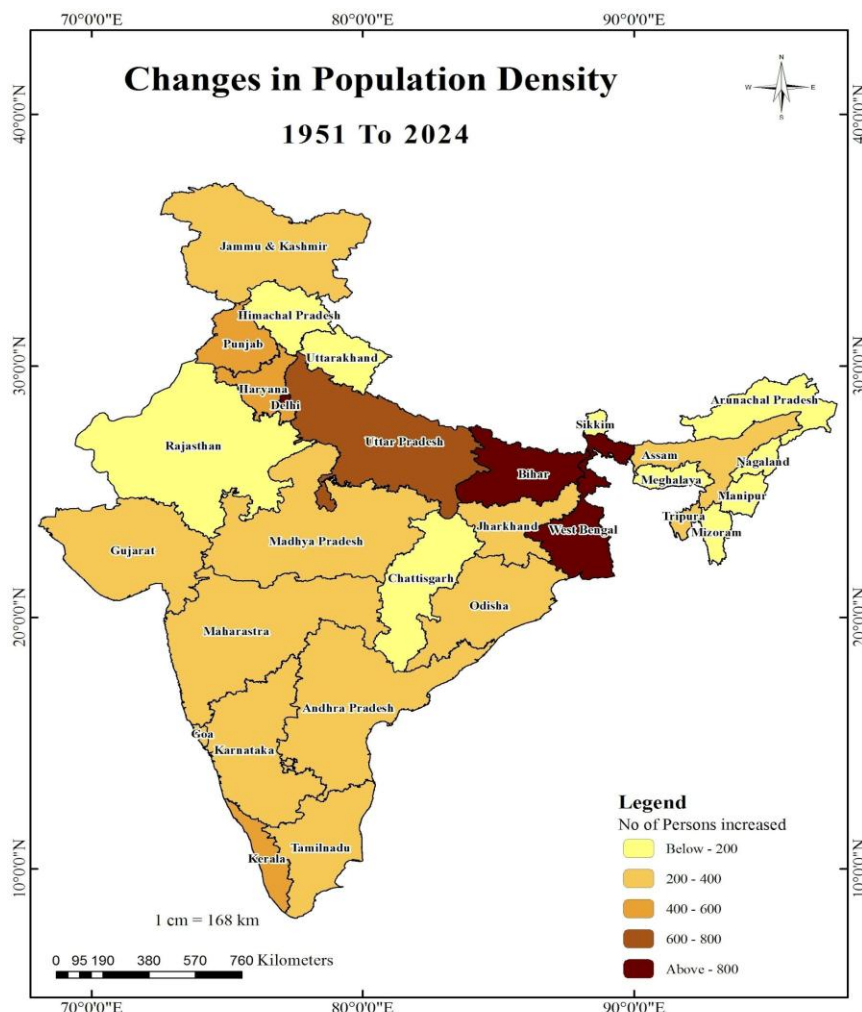 70°0'0"E 80°0'0"E 90°0'0"E
Changes in Population Density
1951 To 2024
N
W E
S
40°0'0"N 40°0'0"N
Jammu & Kashmir
Himachal Pradesh
Punjab
Uttarakhand
30°0'0"N 30°0'0"N
Haryana
Delhi
Arunachal Pradesh
Sikkim
Rajasthan
Uttar Pradesh
Assam
Nagaland
Bihar
Meghalaya
Manipur
Tripura
Mizoram
Jharkhand
West Bengal
Madhya Pradesh
Gujarat
Chattisgarh
Odisha
20°0'0"N 20°0'0"N
Maharastra
Andhra Pradesh
Goa
Karnataka
Tamilnadu
Kerala
10°0'0"N 10°0'0"N
Legend
No of Persons increased
Below - 200
200 - 400
400 - 600
600 - 800
Above - 800
1 cm = 168 km
0 95 190 380 570 760 Kilometers
70°0'0"E 80°0'0"E 90°0'0"E